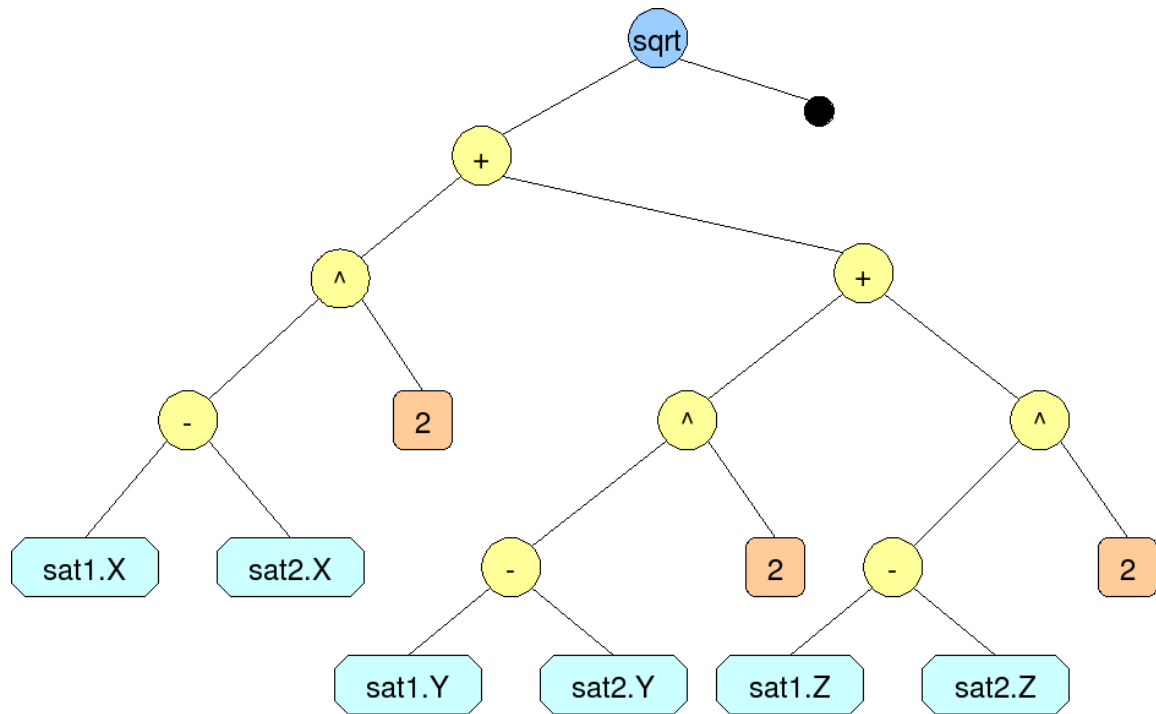 sqrt
+
^ +
- 2 ^ ^
sat1.X sat2.X - 2 - 2
sat1.Y sat2.Y sat1.Z sat2.Z